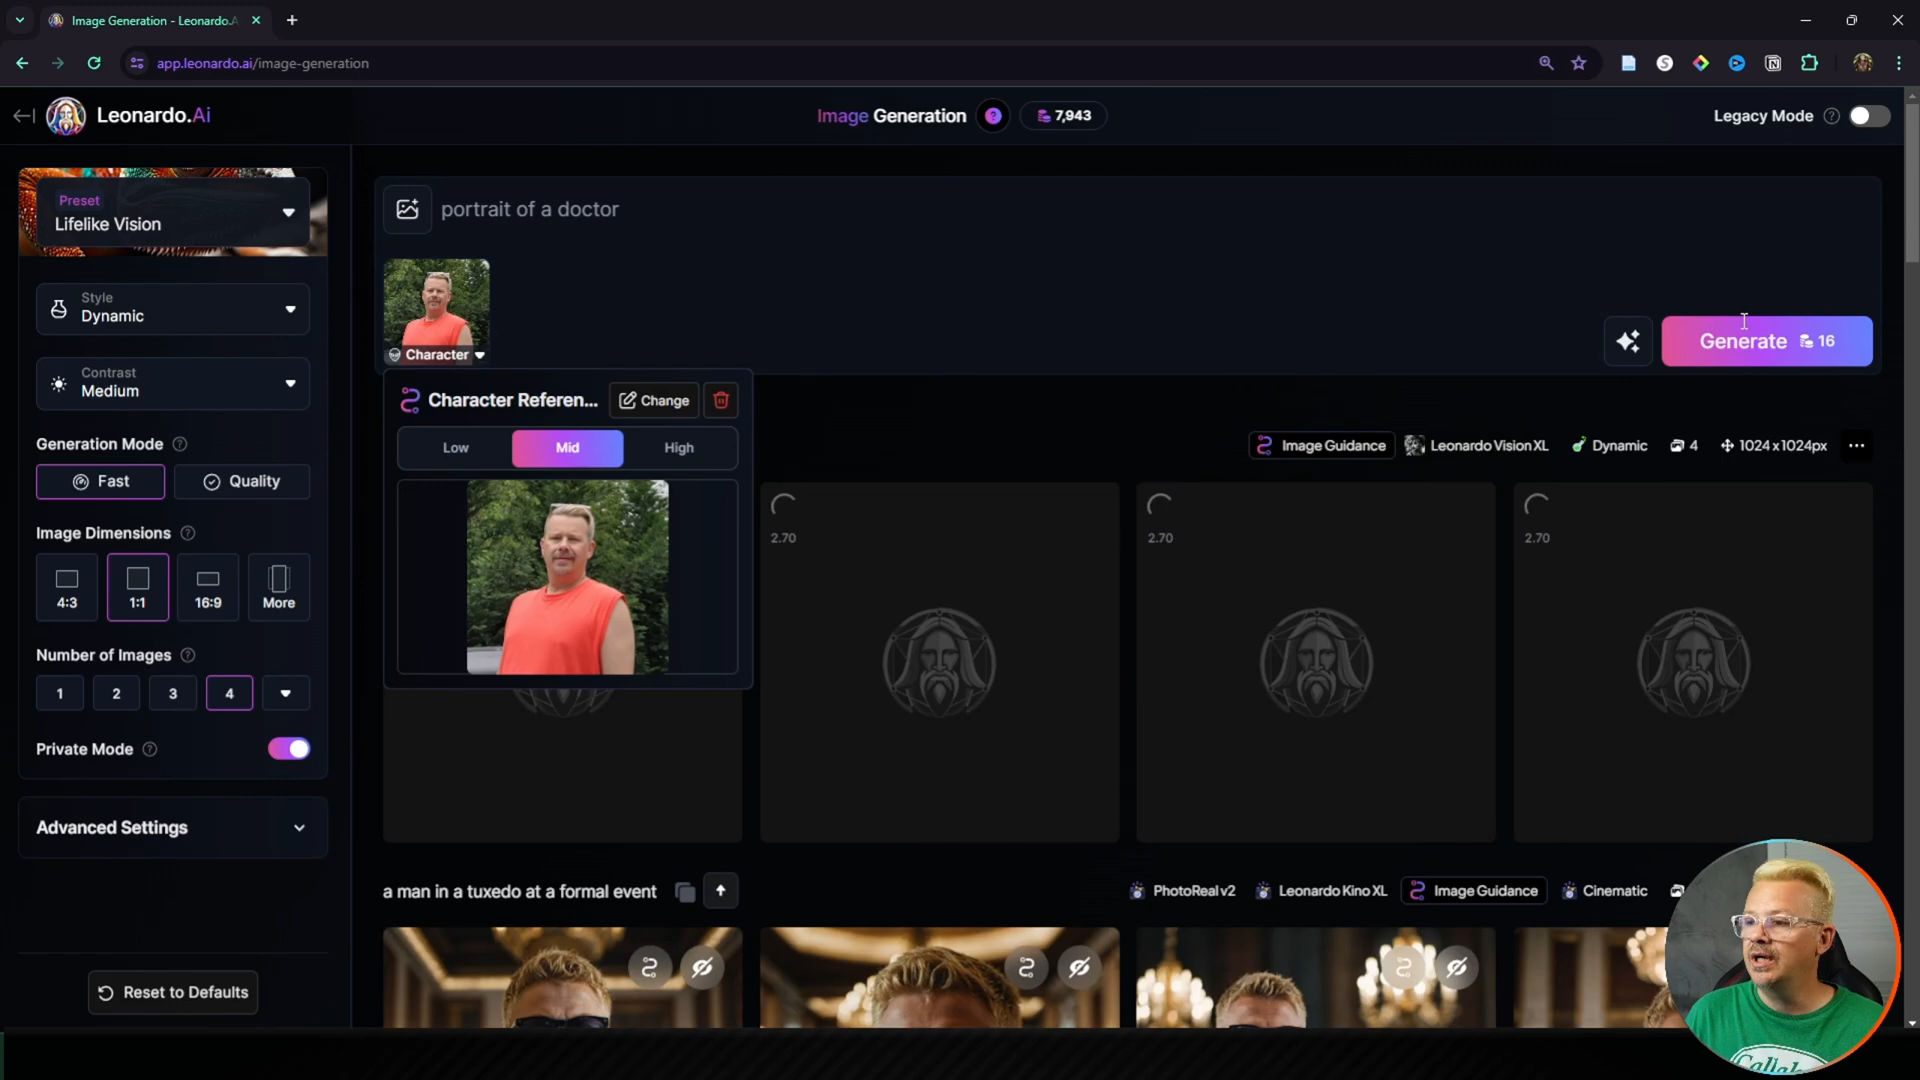 Image Generation - Leonardo.A
app.leonardo.ai/image-generation
Leonardo.Ai
Image Generation
7,943
Legacy Mode
Preset
Lifelike Vision
portrait of a doctor
Style
Dynamic
Character
Generate 16
Contrast
Medium
Character Referen...
Change
Low
Mid
High
Image Guidance
Leonardo Vision XL
Dynamic
4
1024x1024px
Generation Mode
Fast
Quality
Image Dimensions
4:3
1:1
16:9
More
2.70
2.70
2.70
Number of Images
1
2
3
4
Private Mode
Advanced Settings
a man in a tuxedo at a formal event
PhotoReal v2
Leonardo Kino XL
Image Guidance
Cinematic
Reset to Defaults